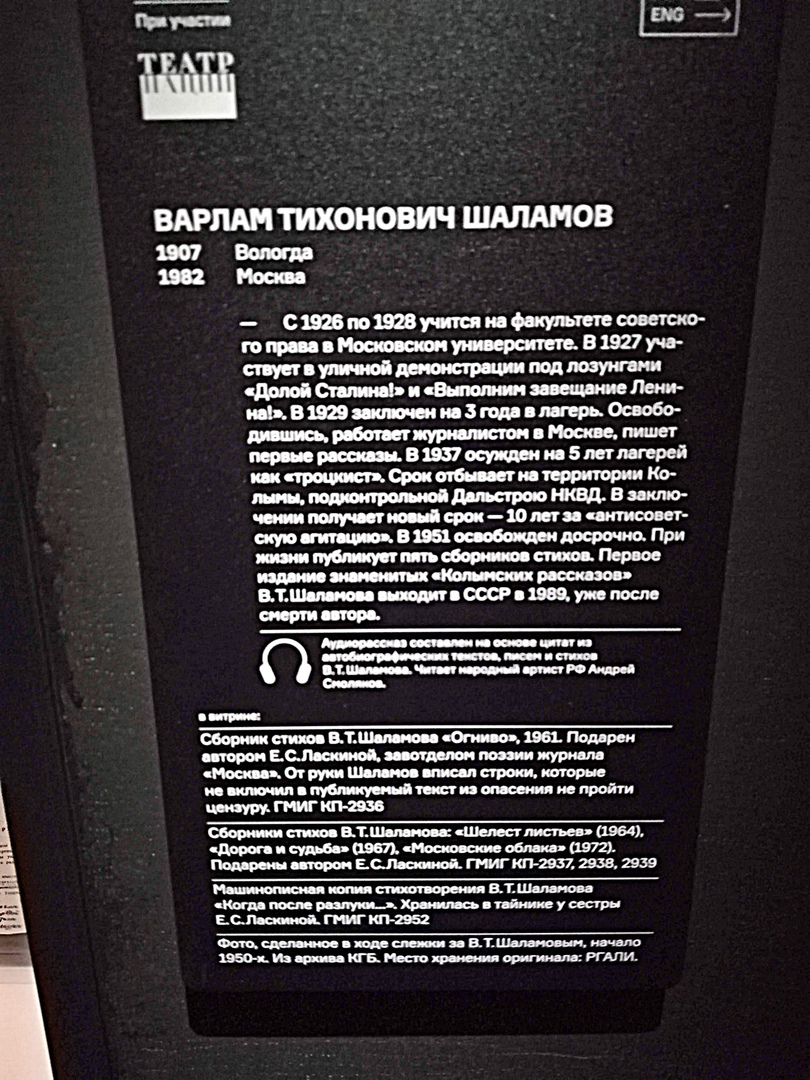 При участии
ENG →
ТЕАТР
НАЦИЙ
ВАРЛАМ ТИХОНОВИЧ ШАЛАМОВ
1907 Вологда
1982 Москва
— С 1926 по 1928 учится на факультете советско-
го права в Московском университете. В 1927 уча-
ствует в уличной демонстрации под лозунгами
«Долой Сталина!» и «Выполним завещание Лени-
на!». В 1929 заключен на 3 года в лагерь. Освобо-
дившись, работает журналистом в Москве, пишет
первые рассказы. В 1937 осужден на 5 лет лагерей
как «троцкист». Срок отбывает на территории Ко-
лымы, подконтрольной Дальстрою НКВД. В заклю-
чении получает новый срок — 10 лет за «антисовет-
скую агитацию». В 1951 освобожден досрочно. При
жизни публикует пять сборников стихов. Первое
издание знаменитых «Колымских рассказов»
В.Т.Шаламова выходит в СССР в 1989, уже после
смерти автора.
Аудиорассказ составлен на основе цитат из
автобиографических текстов, писем и стихов
В.Т.Шаламова. Читает народный артист РФ Андрей
Смоляков.
в витрине:
Сборник стихов В.Т.Шаламова «Огниво», 1961. Подарен
автором Е.С.Ласкиной, завотделом поэзии журнала
«Москва». От руки Шаламов вписал строки, которые
не включил в публикуемый текст из опасения не пройти
цензуру. ГМИГ КП-2936
Сборники стихов В.Т.Шаламова: «Шелест листьев» (1964),
«Дорога и судьба» (1967), «Московские облака» (1972).
Подарены автором Е.С.Ласкиной. ГМИГ КП-2937, 2938, 2939
Машинописная копия стихотворения В.Т.Шаламова
«Когда после разлуки...». Хранилась в тайнике у сестры
Е.С.Ласкиной. ГМИГ КП-2952
Фото, сделанное в ходе слежки за В.Т.Шаламовым, начало
1950-х. Из архива КГБ. Место хранения оригинала: РГАЛИ.